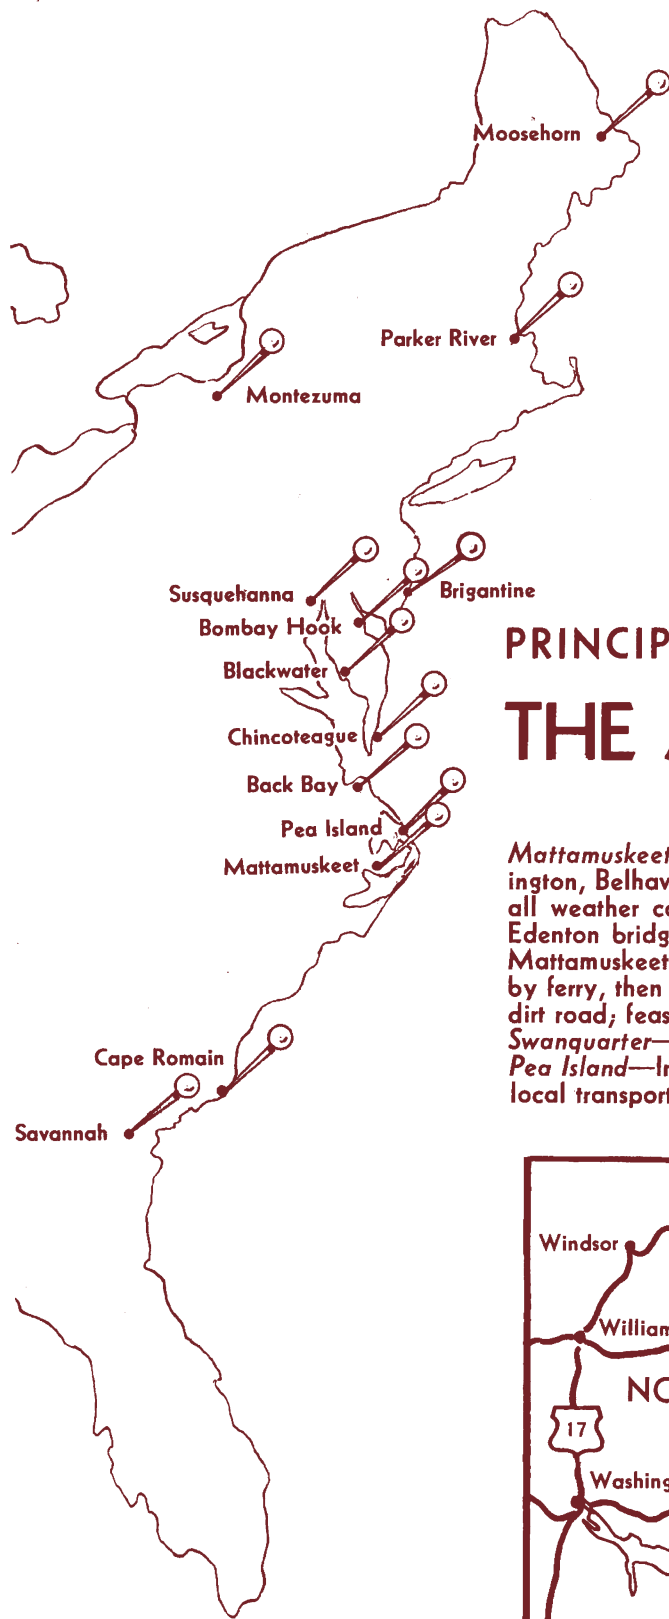 Moosehorn
Parker River
Montezuma
Susquehanna
Brigantine
Bombay Hook
Blackwater
Chincoteague
Back Bay
Pea Island
Mattamuskeet
Cape Romain
Savannah
PRINCIP
THE
Mattamuskeet
ington, Belhav
all weather c
Edenton bridg
Mattamuskeet
by ferry, then
dirt road; feas
Swanquarter—
Pea Island—In
local transport
Windsor
William
NO
17
Washing